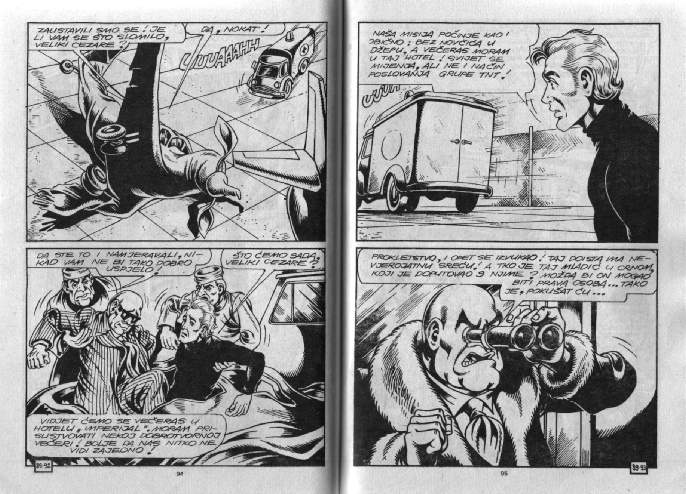 ZAUSTAVILI SMO SE! JE
LI VAM SE ŠTO SLOMILO,
VELIKI CEZARE?
DA, NOKAT!
UUUAAAHH
DA STE TO I NAMJERAVALI, NI-
KAD VAM NE BI TAKO DOBRO
USPJELO!
ŠTO ĆEMO SADA,
VELIKI CEZARE?
VIDJET ĆEMO SE VEČERAS U
HOTELU „IMPERIJAL". MORAM PRI-
SUSTVOVATI NEKOJ DOBROTVORNOJ
VEČERI! BOLJE DA NAS NITKO NE
VIDI ZAJEDNO!
94
NAŠA MISIJA POČINJE KAO I
OBIČNO: BEZ NOVČIĆA U
DŽEPU, A VEČERAS MORAM
U TAJ HOTEL! SVIJET SE
MIJENJA, ALI NE I NAČIN
POSLOVANJA GRUPE TNT!
PROKLETSTVO, I OPET SE IZVUKAO! TAJ DOISTA IMA NE-
VJEROJATNU SREĆU! A TKO JE TAJ MLADIĆ U CRNOM,
KOJI JE DOPUTOVAO S NJIME? MOŽDA BI ON MOGAO
BITI PRAVA OSOBA... TAKO
JE, POKUŠAT ĆU...
95